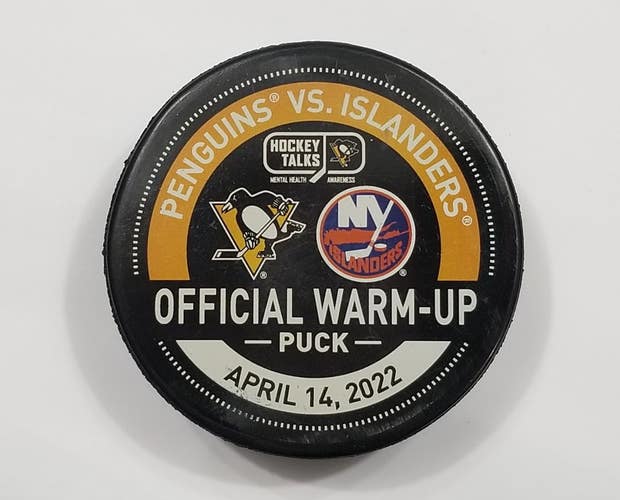 PENGUINS® VS. ISLANDERS®
HOCKEY
TALKS
MENTAL HEALTH AWARENESS
®
NY
ISLANDERS
®
OFFICIAL WARM-UP
— PUCK —
APRIL 14, 2022